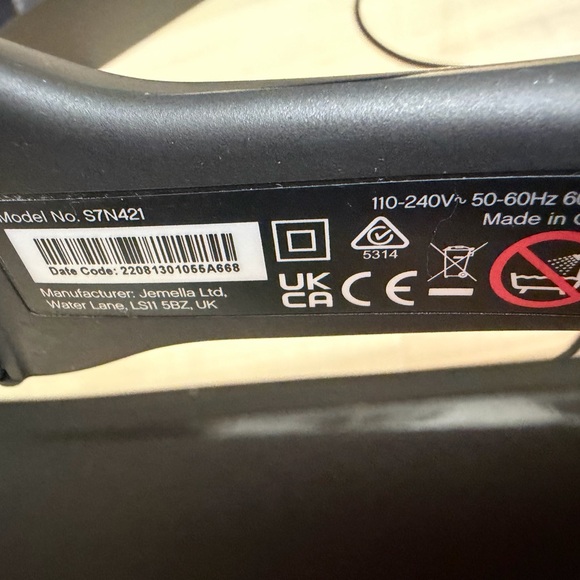 Model No. S7N421
110-240V~ 50-60Hz
Made in
Date Code: 22081301055A668
5314
Manufacturer: Jemella Ltd,
Water Lane, LS11 5BZ, UK
UK
CA
CE